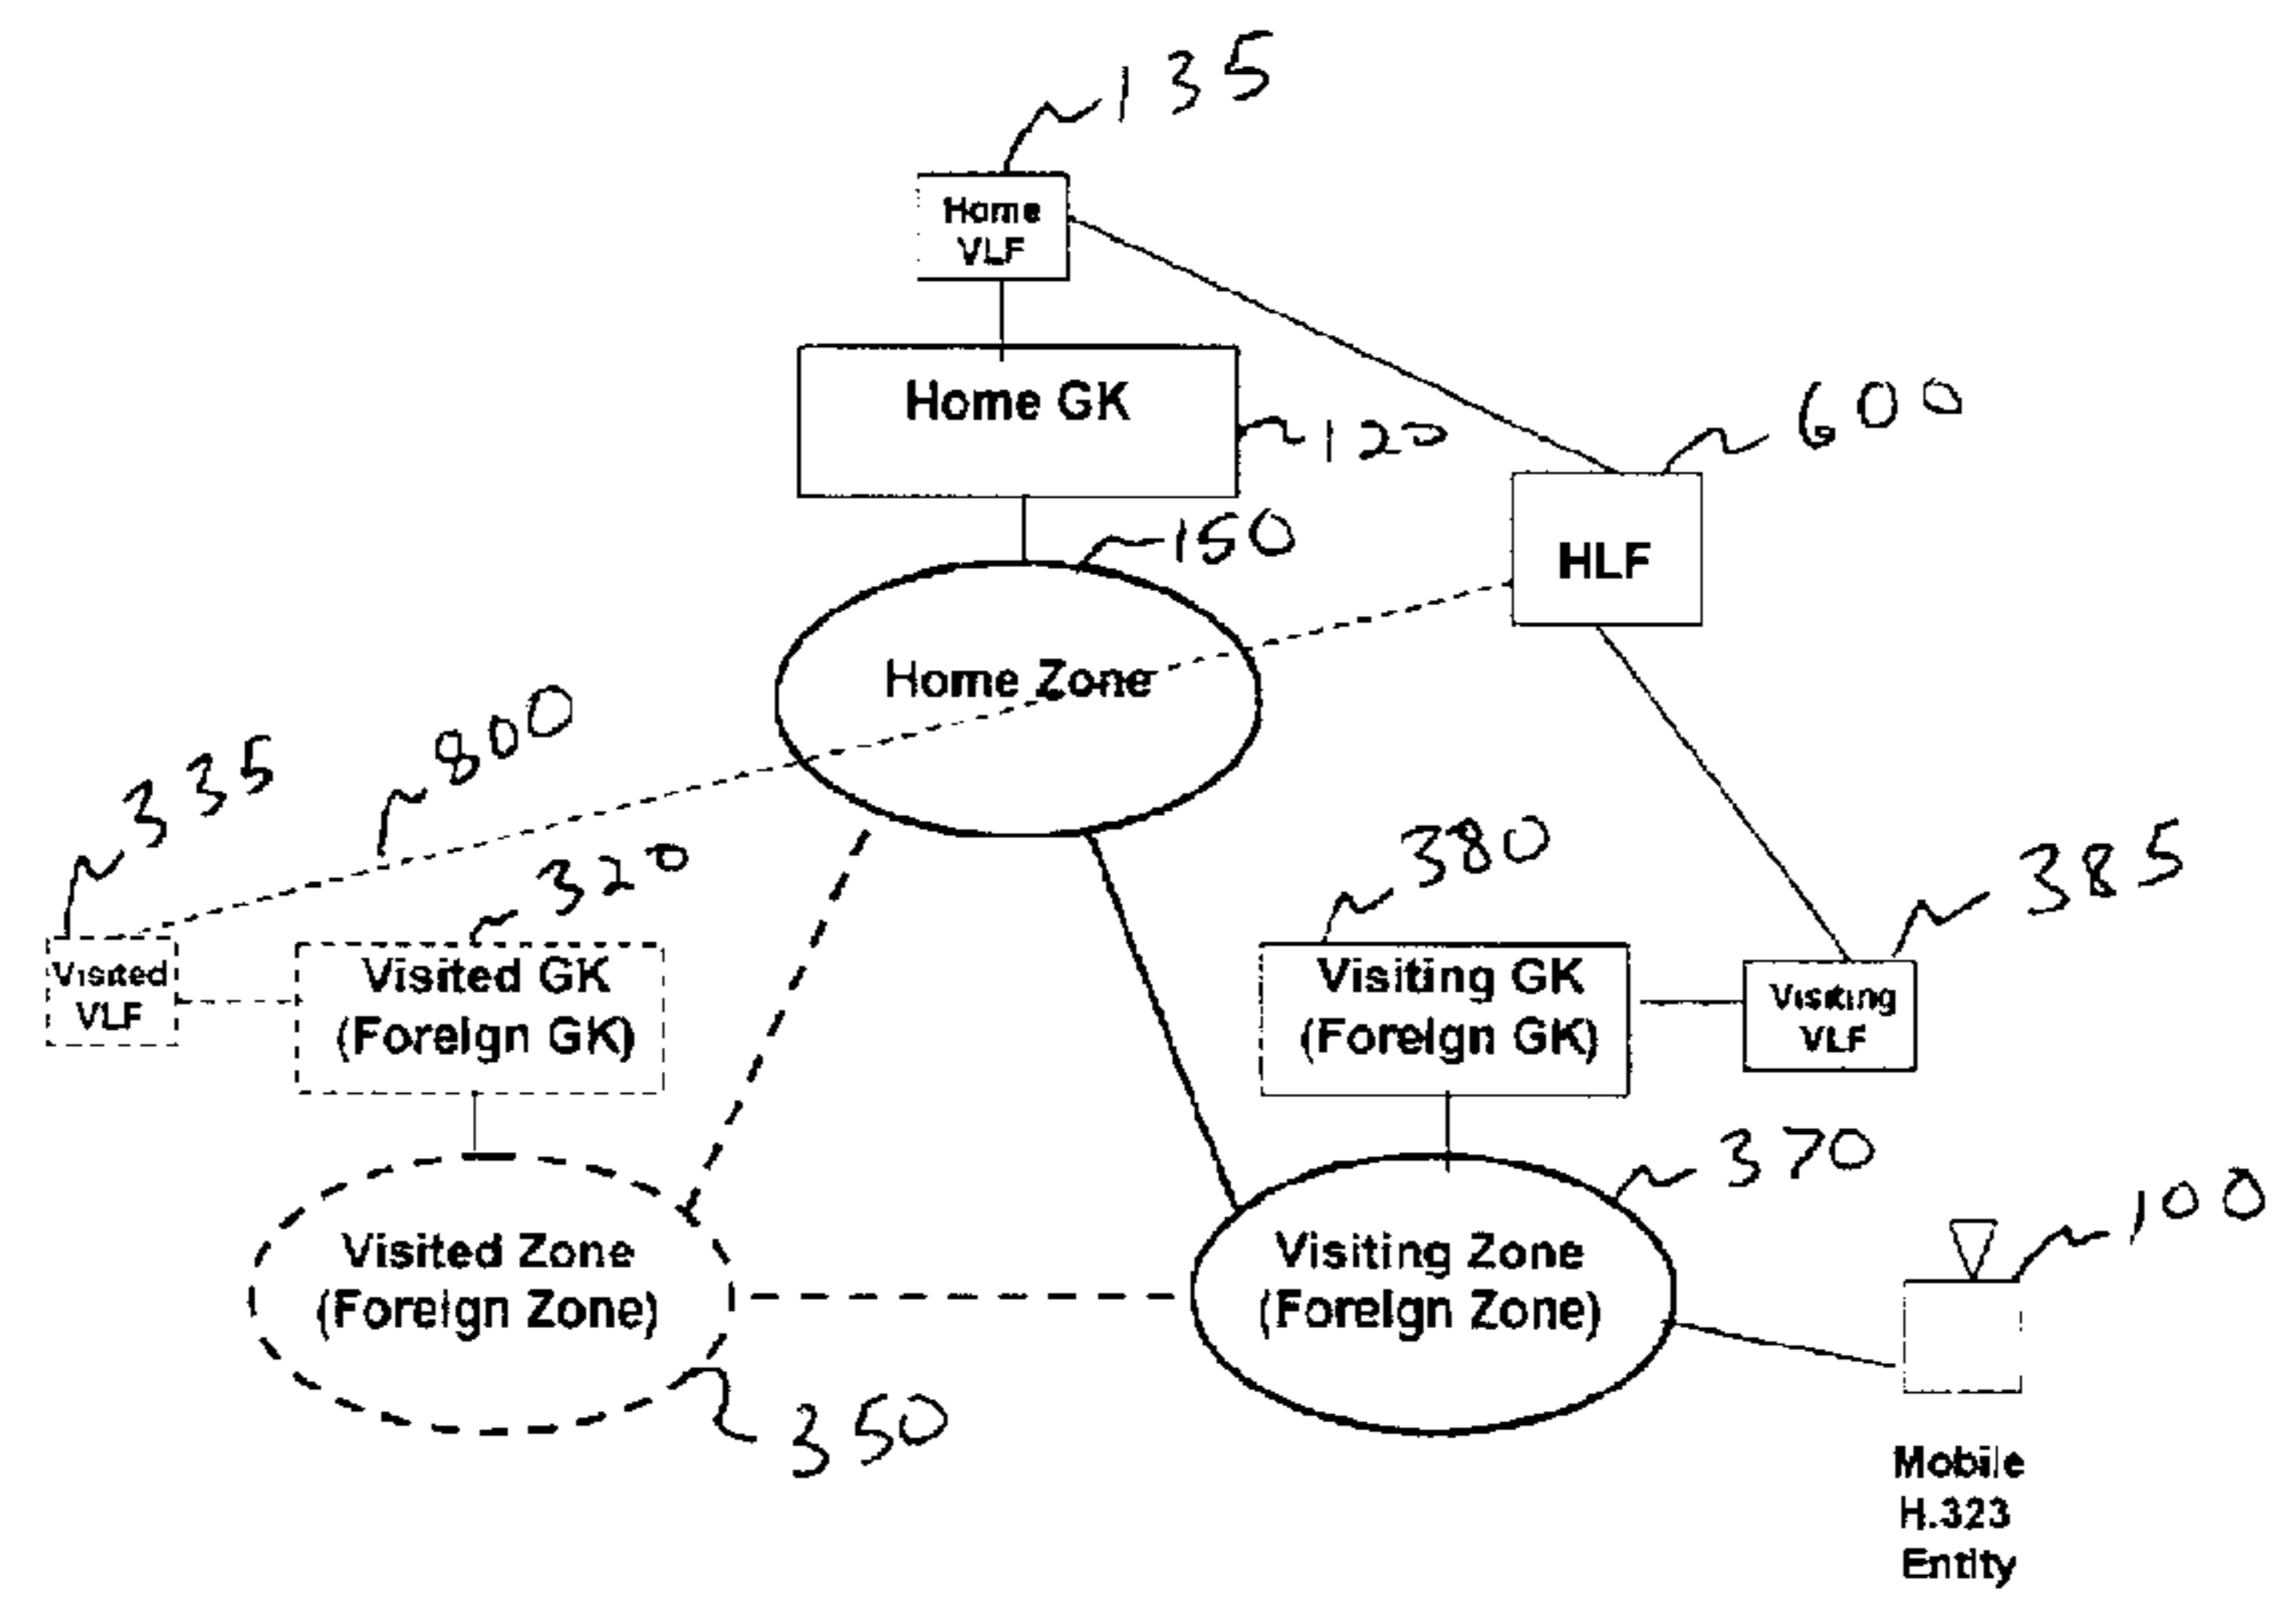 135
Home
VLF
Home GK
120
600
150
HLF
Home Zone
800
335
320
380
385
Visited
VLF
Visited GK
(Foreign GK)
Visiting GK
(Foreign GK)
Visiting
VLF
370
100
Visited Zone
(Foreign Zone)
Visiting Zone
(Foreign Zone)
350
Mobile
H.323
Entity